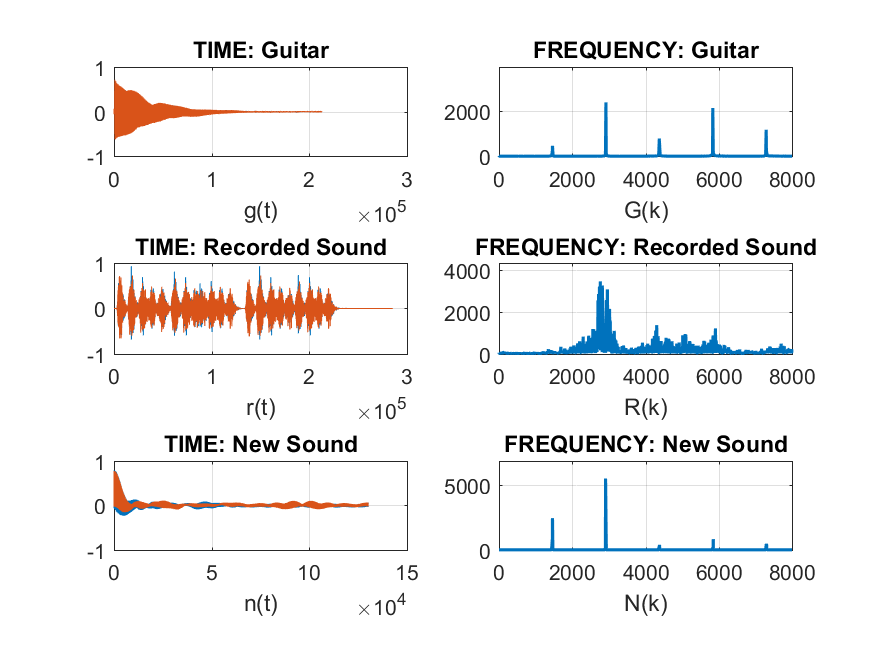 TIME: Guitar
1
0
-1
0 1 2 3
g(t)
×10^5
FREQUENCY: Guitar
2000
0
0 2000 4000 6000 8000
G(k)
TIME: Recorded Sound
1
0
-1
0 1 2 3
r(t)
×10^5
FREQUENCY: Recorded Sound
4000
2000
0
0 2000 4000 6000 8000
R(k)
TIME: New Sound
1
0
-1
0 5 10 15
n(t)
×10^4
FREQUENCY: New Sound
5000
0
0 2000 4000 6000 8000
N(k)